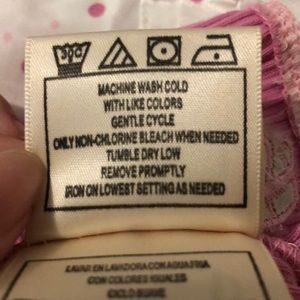 MACHINE WASH COLD
WITH LIKE COLORS
GENTLE CYCLE
ONLY NON-CHLORINE BLEACH WHEN NEEDED
TUMBLE DRY LOW
REMOVE PROMPTLY
IRON ON LOWEST SETTING AS NEEDED
LAVAR EN LAVADORA CON AGUA FRIA
CON COLORES IGUALES
CICLO SUAVE